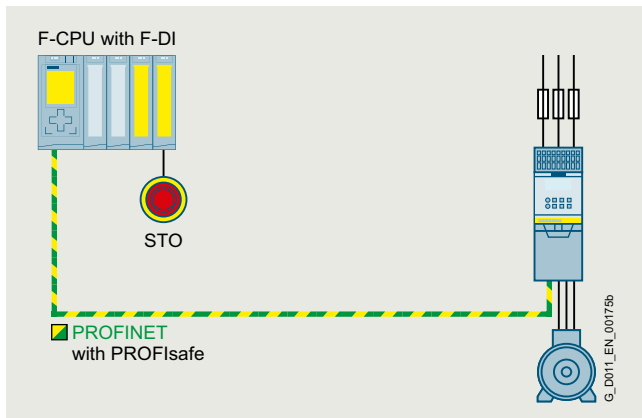 F-CPU with F-DI
STO
PROFINET
with PROFIsafe
G_D011_EN_00175b